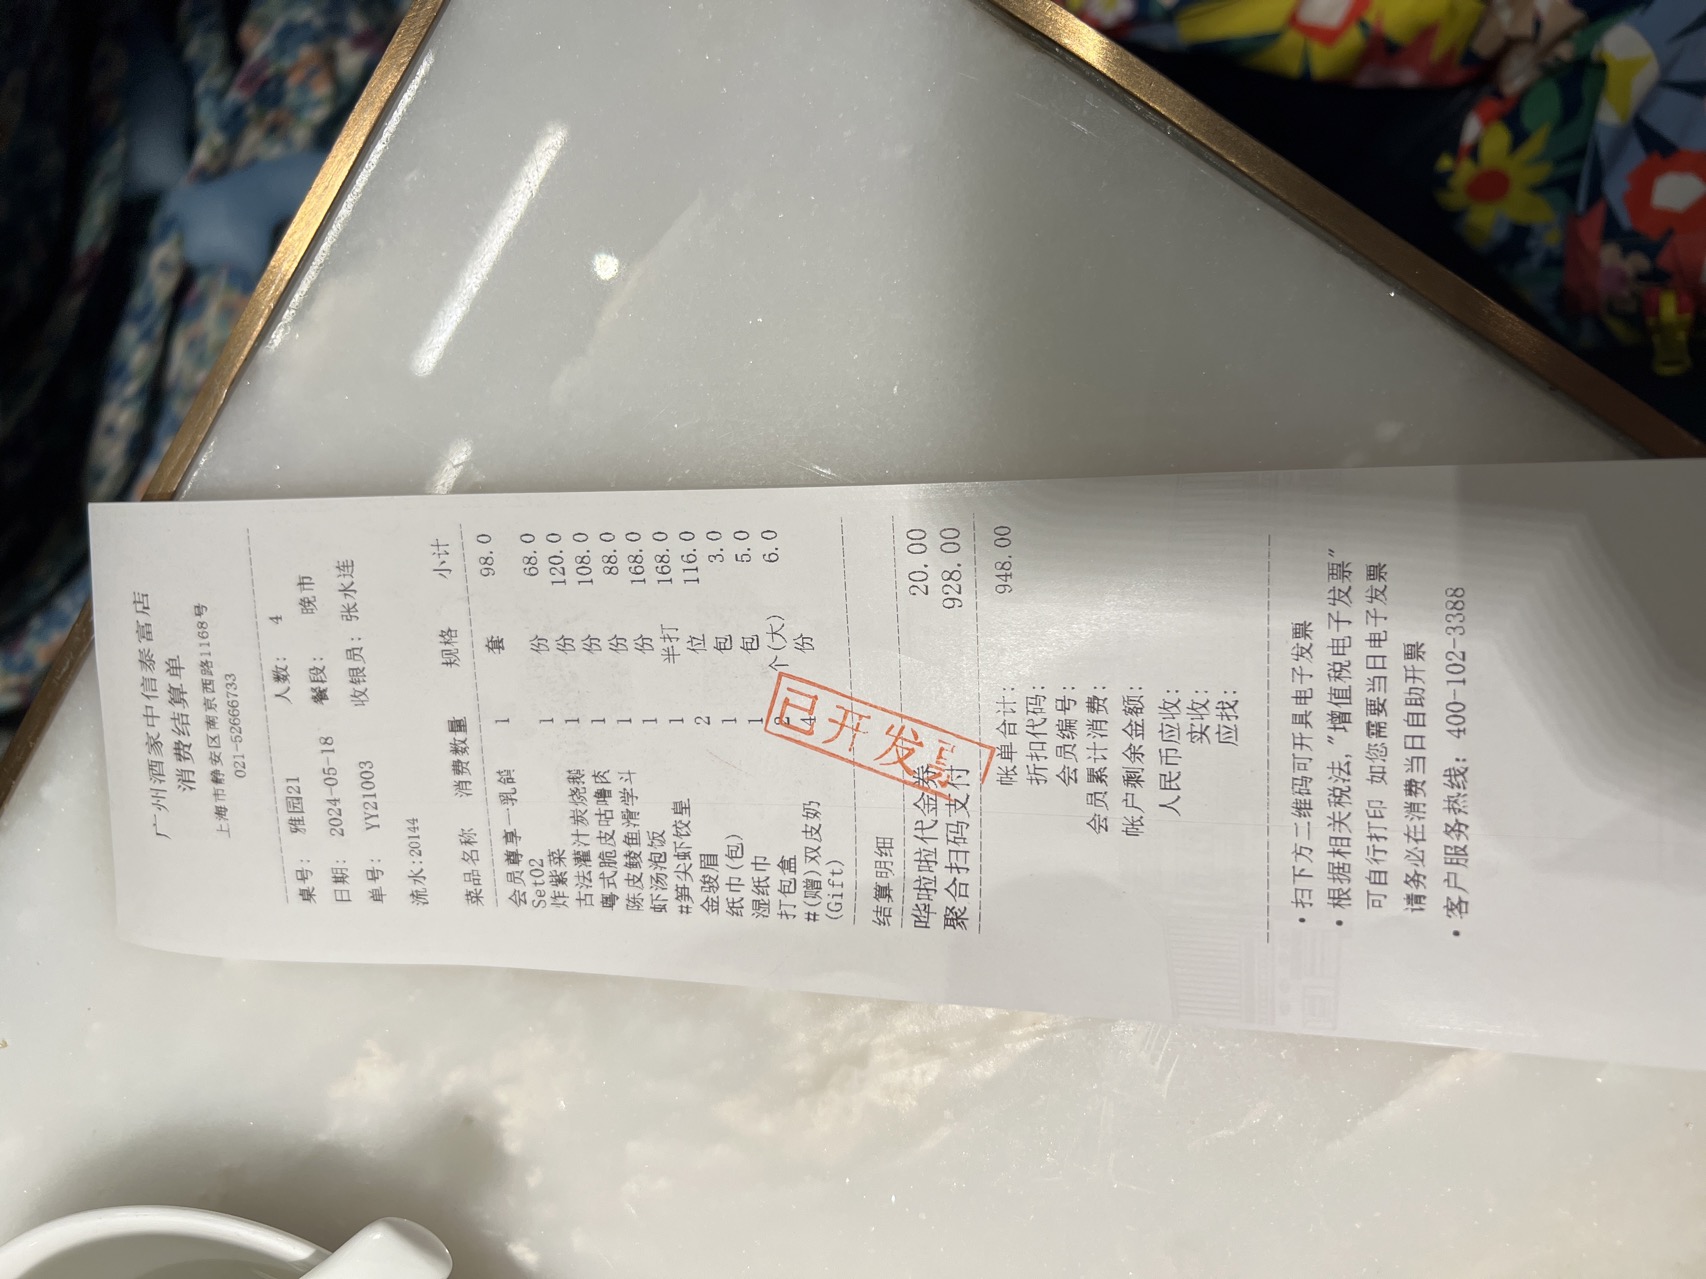 广州酒家中信泰富店
消费结算单
上海市静安区南京西路1168号
021-52666733
桌号: 雅园21 人数: 4
日期: 2024-05-18 餐段: 晚市
单号: YY21003 收银员: 张水连
流水:20144
菜品名称 消费数量 规格 小计
会员尊享一乳鸽 1 套 98.0
Set02
炸紫菜 1 份 68.0
古法灌汁炭烧鹅 1 份 120.0
粤式脆皮咕噜肉 1 份 108.0
陈皮鲮鱼滑学斗 1 份 88.0
虾汤泡饭 1 份 168.0
#笋尖虾饺皇 1 半打 168.0
金骏眉 2 位 116.0
纸巾(包) 1 包 3.0
湿纸巾 1 包 5.0
打包盒 2 个(大) 6.0
#(赠)双皮奶 4 份
(Gift)
结算明细
哗啦啦代金券 20.00
聚合扫码支付 928.00
已开发票
帐单合计: 948.00
折扣代码:
会员编号:
会员累计消费:
帐户剩余金额:
人民币应收:
实收:
应找:
• 扫下方二维码可开具电子发票
• 根据相关税法,"增值税电子发票"
可自行打印 如您需要当日电子发票
请务必在消费当日自助开票
• 客户服务热线: 400-102-3388